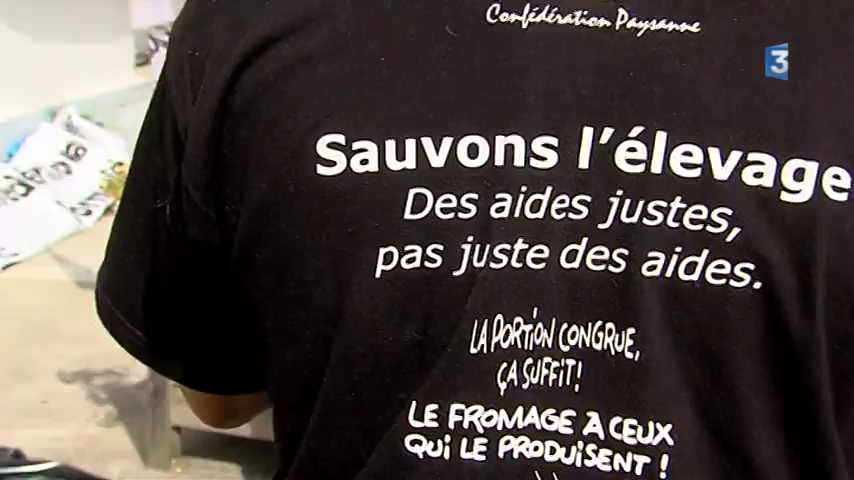 Confédération Paysanne
3
Sauvons l'élevage
Des aides justes,
pas juste des aides.
LA PORTION CONGRUE,
ÇA SUFFIT!
LE FROMAGE A CEUX
QUI LE PRODUISENT !